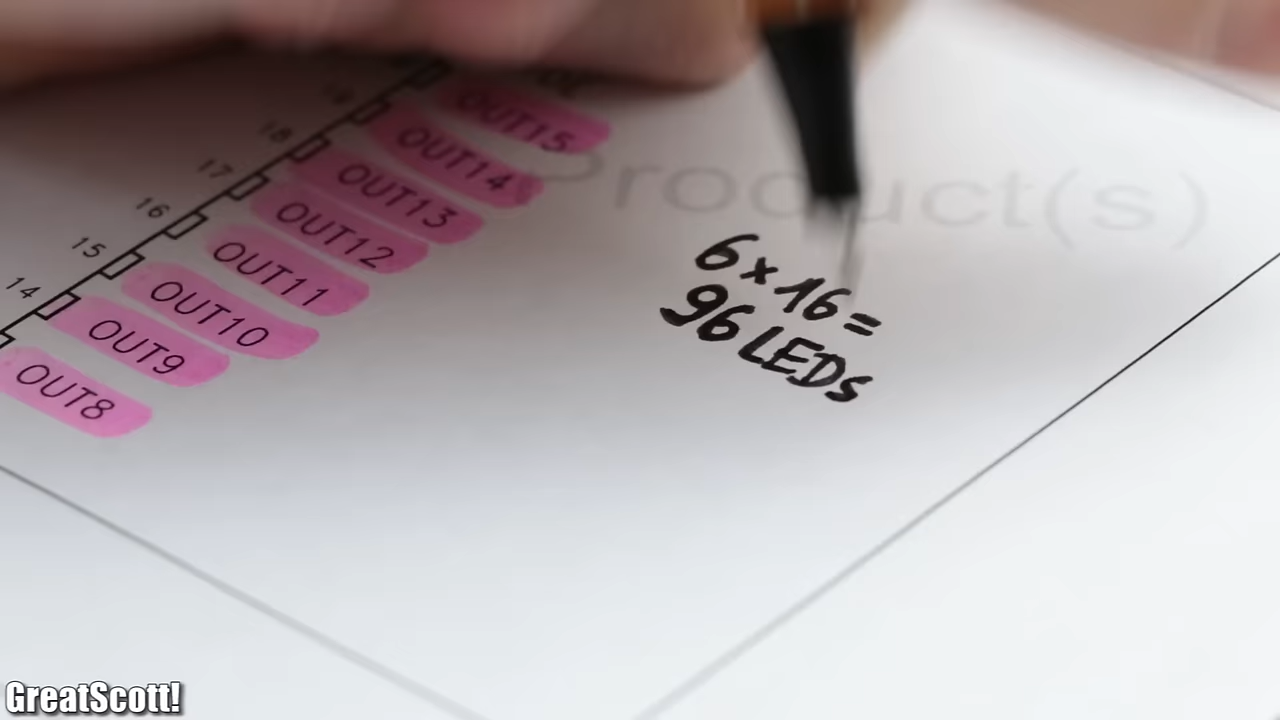 OUT15
OUT14
18
OUT13
17
OUT12
16
OUT11
15
OUT10
14
OUT9
OUT8
Product(s)
6 x 16 =
96 LEDs
GreatScott!